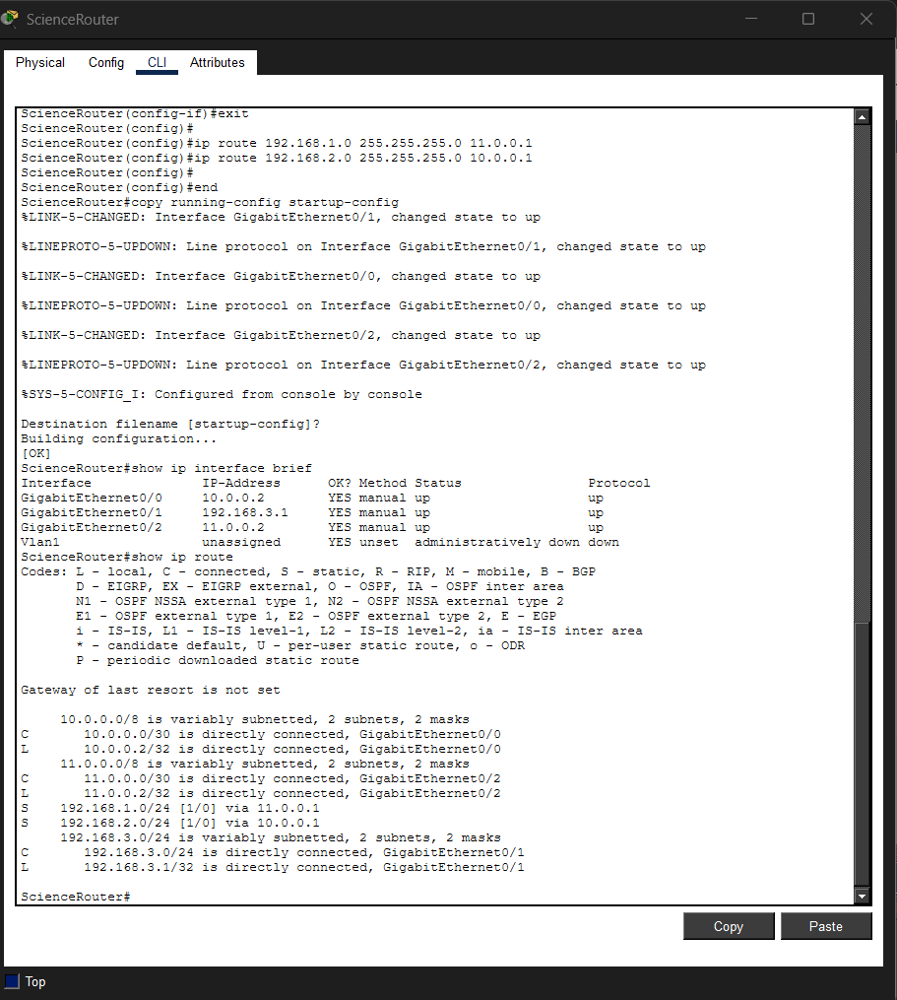 ScienceRouter
Physical Config CLI Attributes
ScienceRouter(config-if)#exit
ScienceRouter(config)#
ScienceRouter(config)#ip route 192.168.1.0 255.255.255.0 11.0.0.1
ScienceRouter(config)#ip route 192.168.2.0 255.255.255.0 10.0.0.1
ScienceRouter(config)#
ScienceRouter(config)#end
ScienceRouter#copy running-config startup-config
%LINK-5-CHANGED: Interface GigabitEthernet0/1, changed state to up
%LINEPROTO-5-UPDOWN: Line protocol on Interface GigabitEthernet0/1, changed state to up
%LINK-5-CHANGED: Interface GigabitEthernet0/0, changed state to up
%LINEPROTO-5-UPDOWN: Line protocol on Interface GigabitEthernet0/0, changed state to up
%LINK-5-CHANGED: Interface GigabitEthernet0/2, changed state to up
%LINEPROTO-5-UPDOWN: Line protocol on Interface GigabitEthernet0/2, changed state to up
%SYS-5-CONFIG_I: Configured from console by console
Destination filename [startup-config]?
Building configuration...
[OK]
ScienceRouter#show ip interface brief
Interface IP-Address OK? Method Status Protocol
GigabitEthernet0/0 10.0.0.2 YES manual up up
GigabitEthernet0/1 192.168.3.1 YES manual up up
GigabitEthernet0/2 11.0.0.2 YES manual up up
Vlan1 unassigned YES unset administratively down down
ScienceRouter#show ip route
Codes: L - local, C - connected, S - static, R - RIP, M - mobile, B - BGP
D - EIGRP, EX - EIGRP external, O - OSPF, IA - OSPF inter area
N1 - OSPF NSSA external type 1, N2 - OSPF NSSA external type 2
E1 - OSPF external type 1, E2 - OSPF external type 2, E - EGP
i - IS-IS, L1 - IS-IS level-1, L2 - IS-IS level-2, ia - IS-IS inter area
* - candidate default, U - per-user static route, o - ODR
P - periodic downloaded static route
Gateway of last resort is not set
10.0.0.0/8 is variably subnetted, 2 subnets, 2 masks
C 10.0.0.0/30 is directly connected, GigabitEthernet0/0
L 10.0.0.2/32 is directly connected, GigabitEthernet0/0
11.0.0.0/8 is variably subnetted, 2 subnets, 2 masks
C 11.0.0.0/30 is directly connected, GigabitEthernet0/2
L 11.0.0.2/32 is directly connected, GigabitEthernet0/2
S 192.168.1.0/24 [1/0] via 11.0.0.1
S 192.168.2.0/24 [1/0] via 10.0.0.1
192.168.3.0/24 is variably subnetted, 2 subnets, 2 masks
C 192.168.3.0/24 is directly connected, GigabitEthernet0/1
L 192.168.3.1/32 is directly connected, GigabitEthernet0/1
ScienceRouter#
Copy Paste
Top